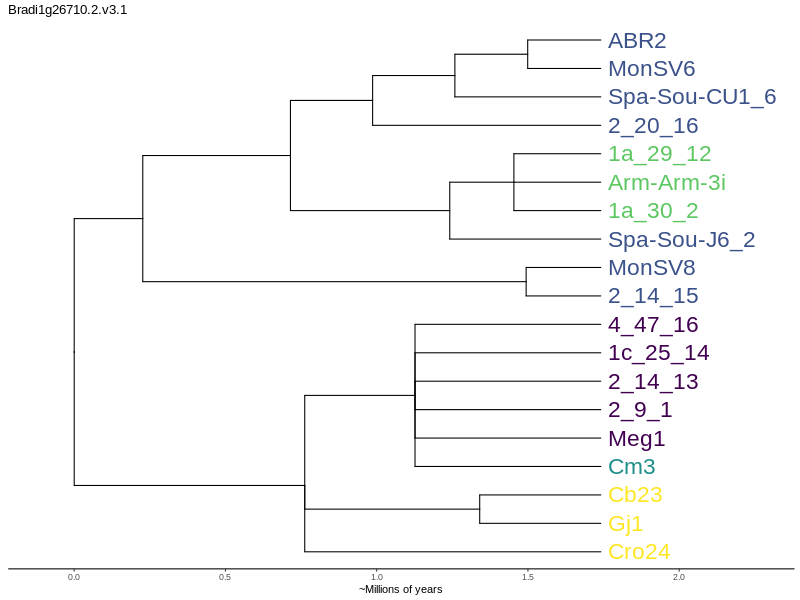 Bradi1g26710.2.v3.1
ABR2
MonSV6
Spa-Sou-CU1_6
2_20_16
1a_29_12
Arm-Arm-3i
1a_30_2
Spa-Sou-J6_2
MonSV8
2_14_15
4_47_16
1c_25_14
2_14_13
2_9_1
Meg1
Cm3
Cb23
Gj1
Cro24
0.0 0.5 1.0 1.5 2.0
~Millions of years